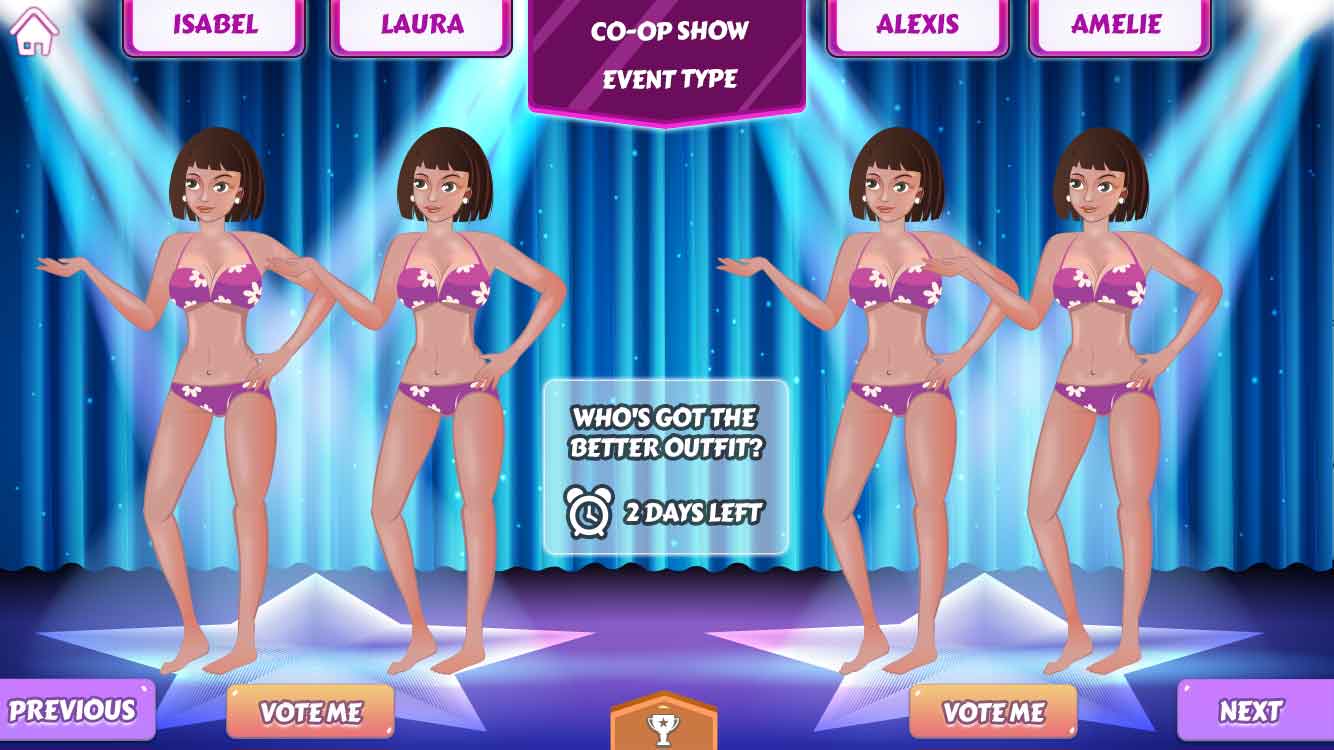 ISABEL
LAURA
CO-OP SHOW
EVENT TYPE
ALEXIS
AMELIE
WHO'S GOT THE
BETTER OUTFIT?
2 DAYS LEFT
PREVIOUS
VOTE ME
VOTE ME
NEXT